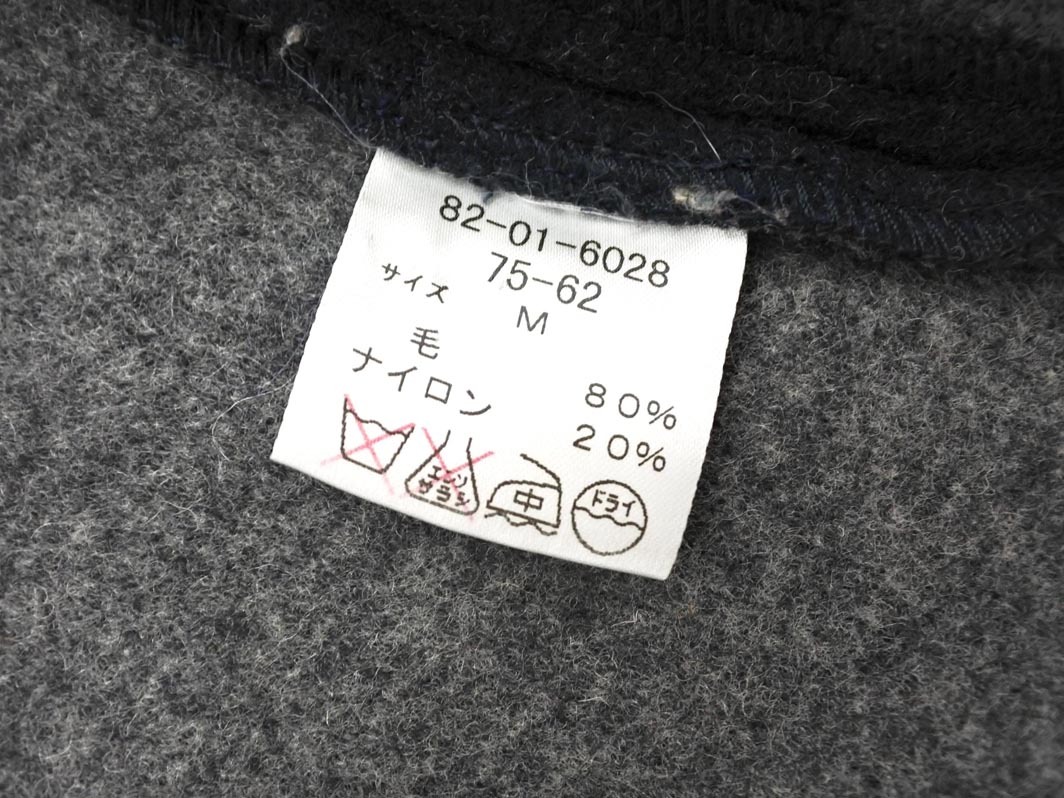 82-01-6028
75-62
サイズ M
毛 80%
ナイロン 20%
エンソ
サラシ
中
ドライ